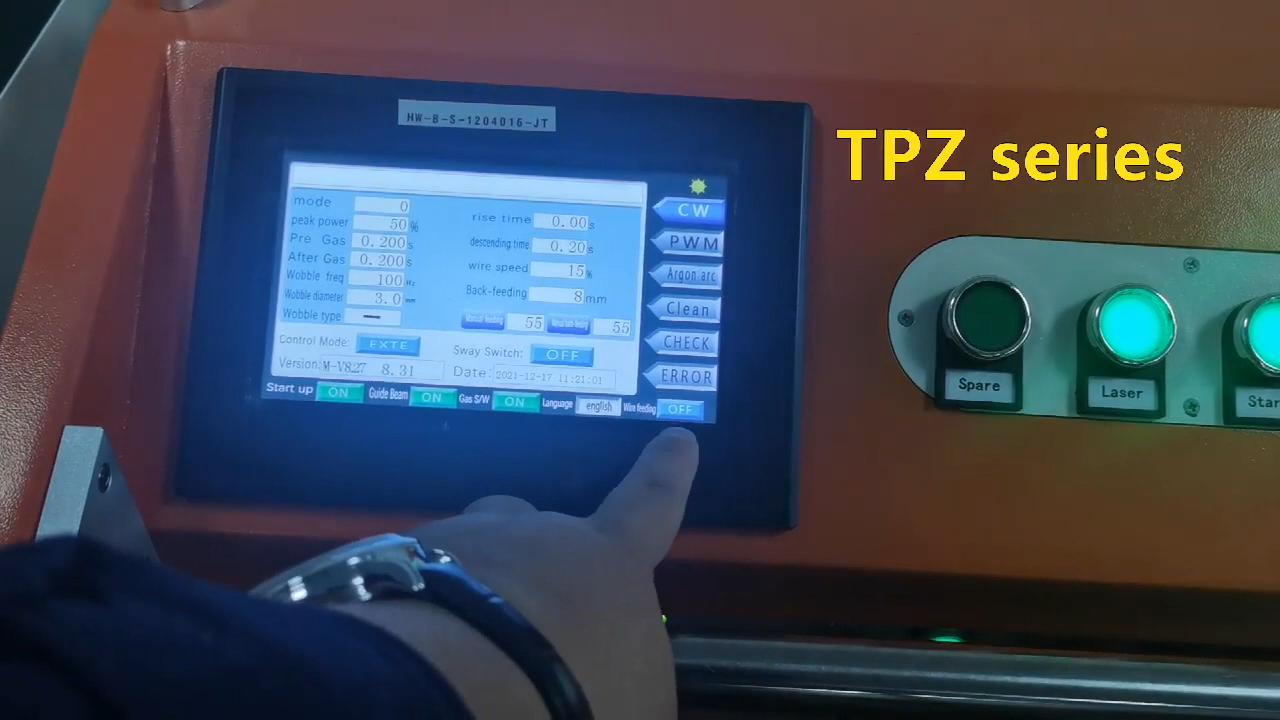 HW-B-S-1204016-JT
TPZ series
mode 0
peak power 50 %
Pre Gas 0.200 s
After Gas 0.200 s
Wobble freq 100 Hz
Wobble diameter 3.0 mm
Wobble type —
rise time 0.00 s
descending time 0.20 s
wire speed 15 %
Back-feeding 8 mm
55
55
CW
PWM
Argon arc
Clean
CHECK
ERROR
Control Mode: EXTE
Sway Switch: OFF
Version: M-V827 8.31
Date: 2021-12-17 11:21:01
Start up ON Guide Beam ON Gas S/W ON Language english Wire feeding OFF
Spare
Laser
Star